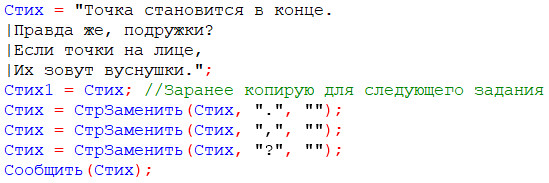 Стих = "Точка становится в конце.
|Правда же, подружки?
|Если точки на лице,
|Их зовут вуснушки.";
Стих1 = Стих; //Заранее копирую для следующего задания
Стих = СтрЗаменить(Стих, ".", "");
Стих = СтрЗаменить(Стих, ",", "");
Стих = СтрЗаменить(Стих, "?", "");
Сообщить(Стих);